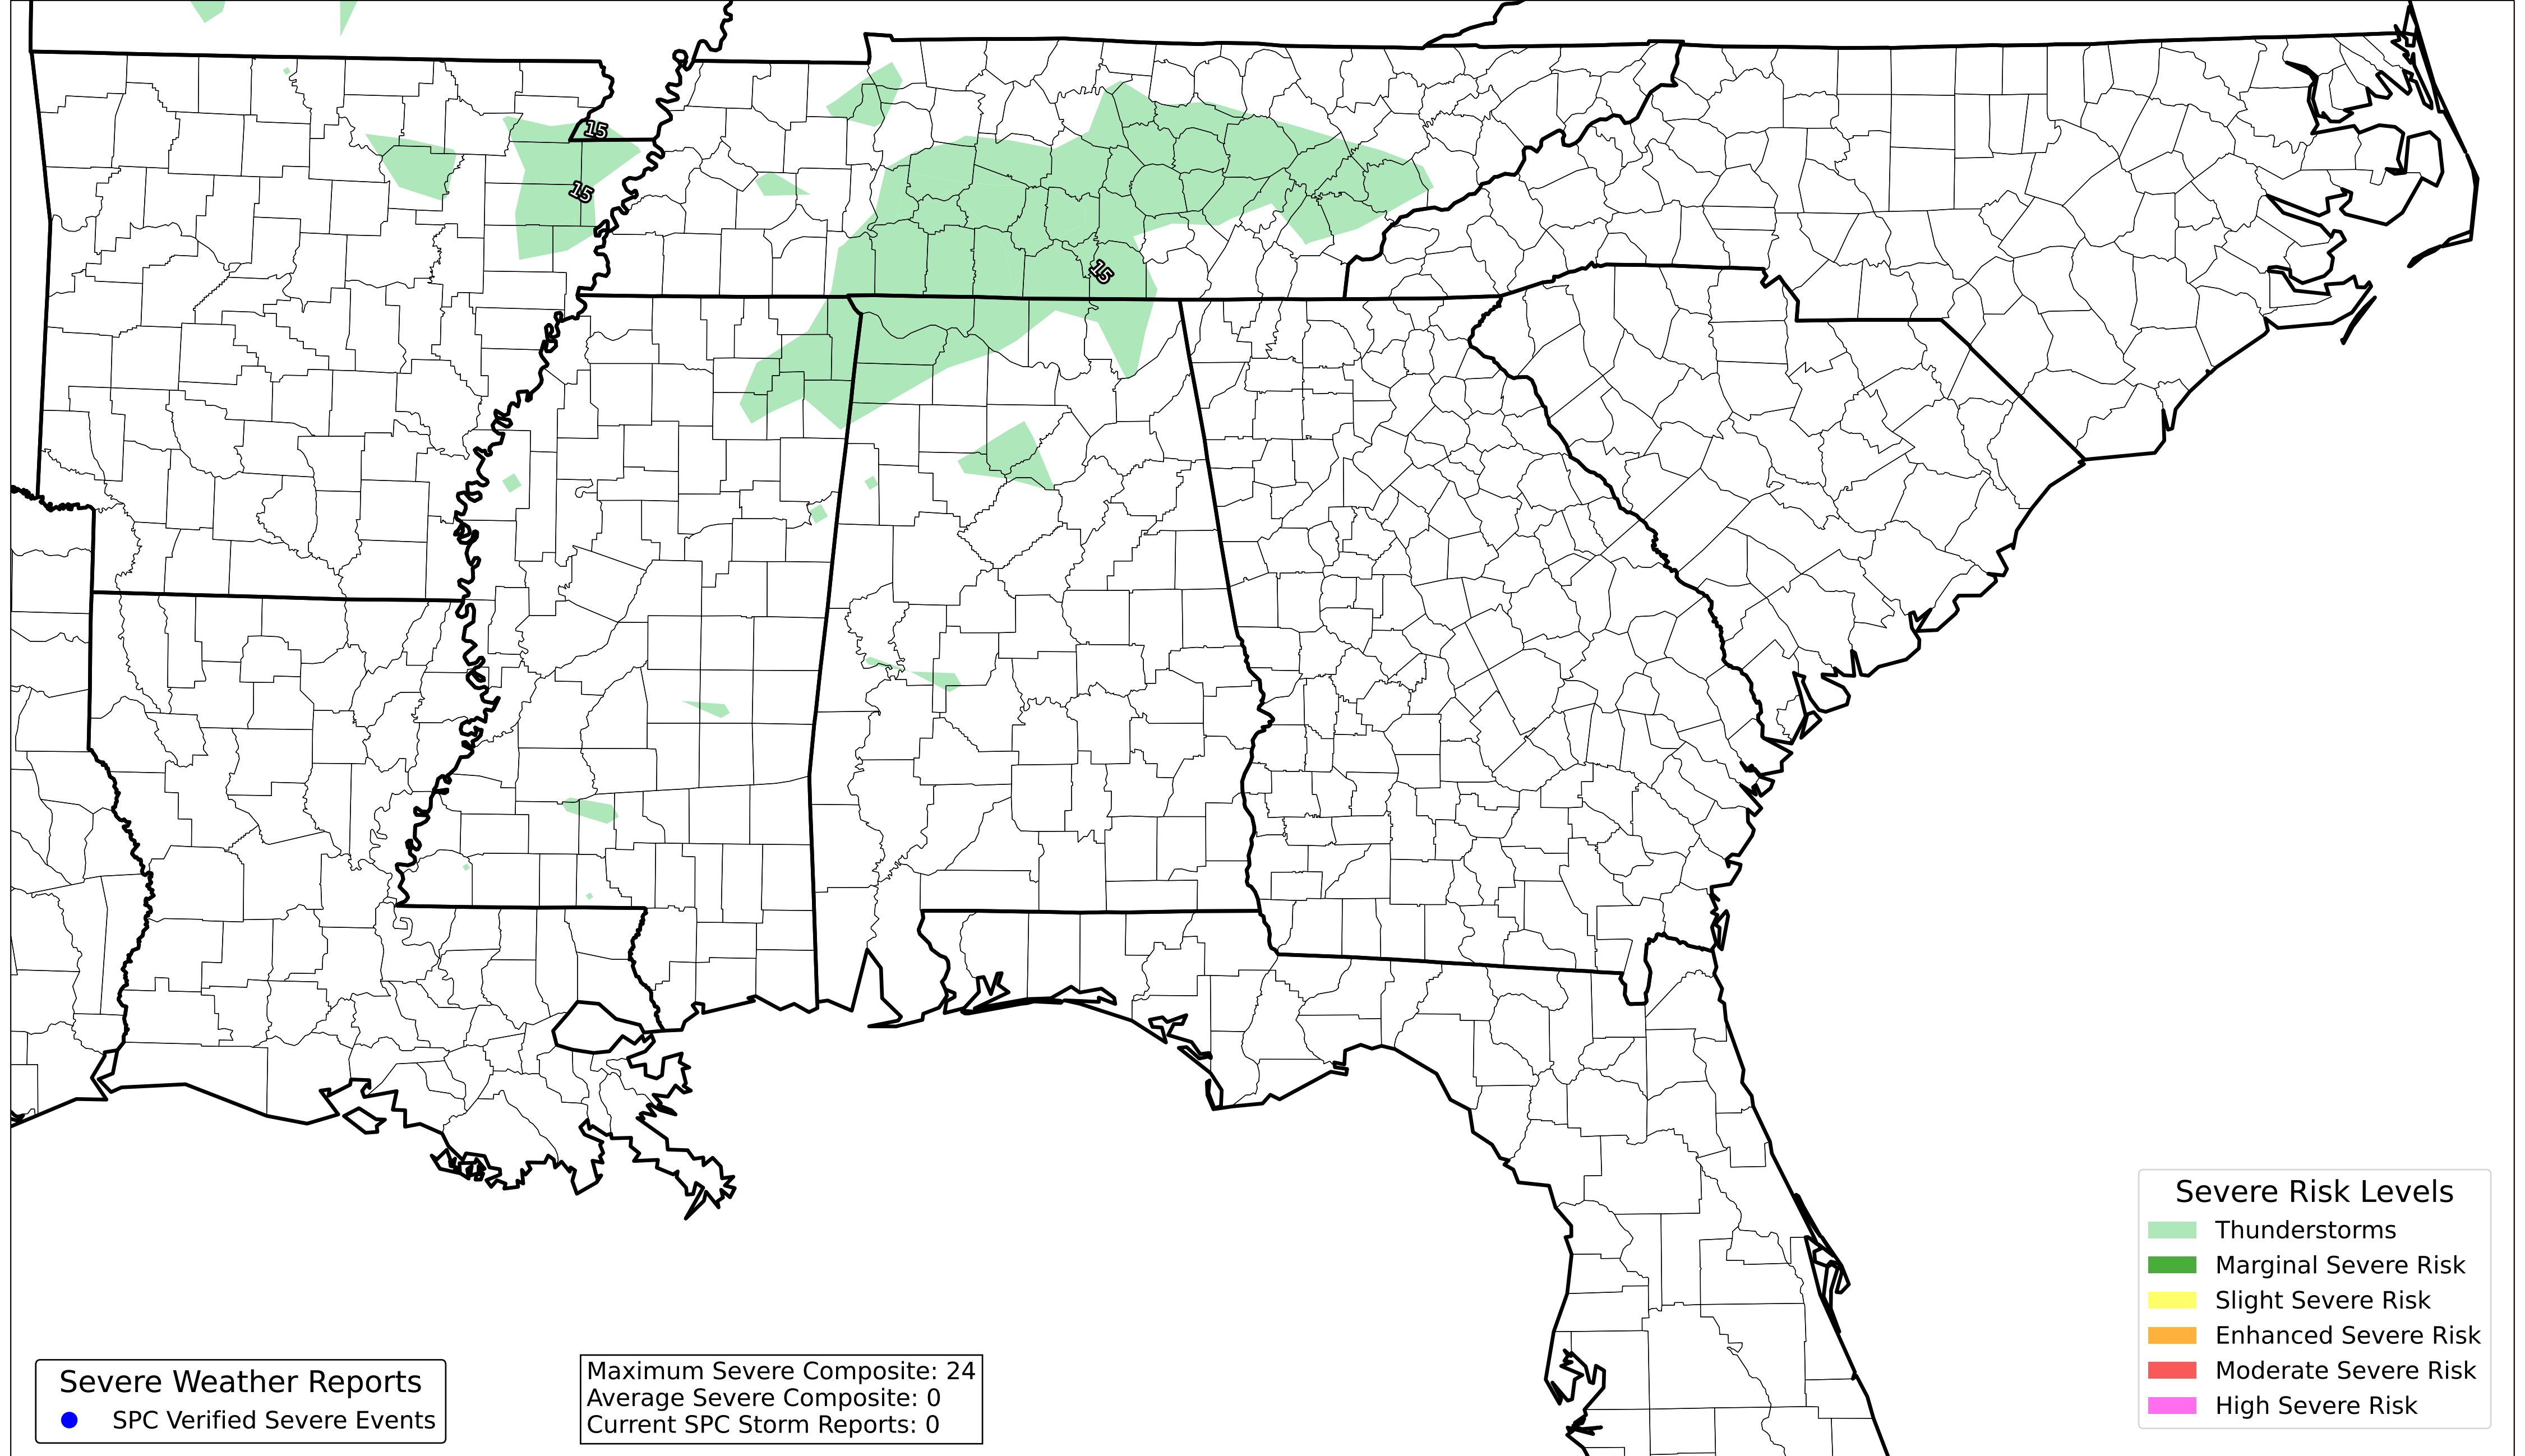 15
15
15
Severe Risk Levels
Thunderstorms
Marginal Severe Risk
Slight Severe Risk
Enhanced Severe Risk
Moderate Severe Risk
High Severe Risk
Severe Weather Reports
SPC Verified Severe Events
Maximum Severe Composite: 24
Average Severe Composite: 0
Current SPC Storm Reports: 0